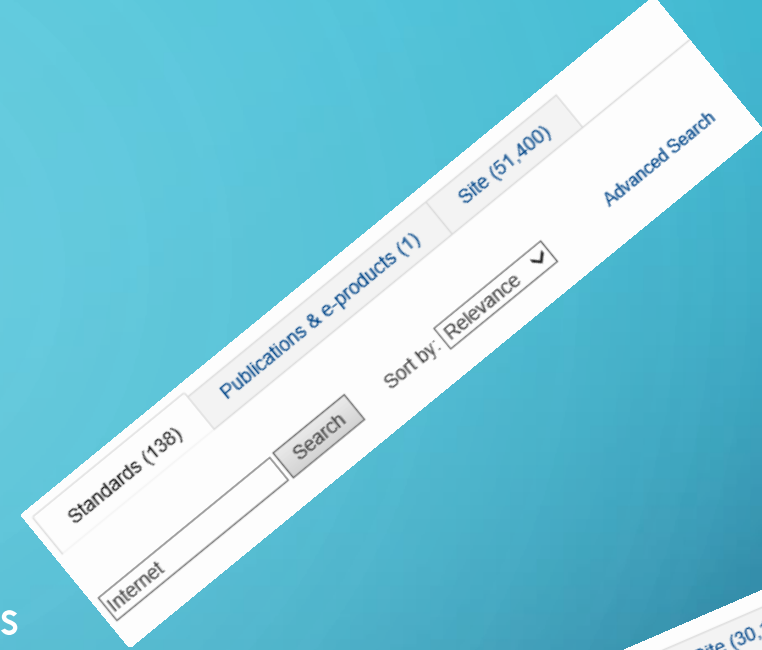 Standards (138) Publications & e-products (1) Site (51,400)
Internet Search Sort by: Relevance Advanced Search
s